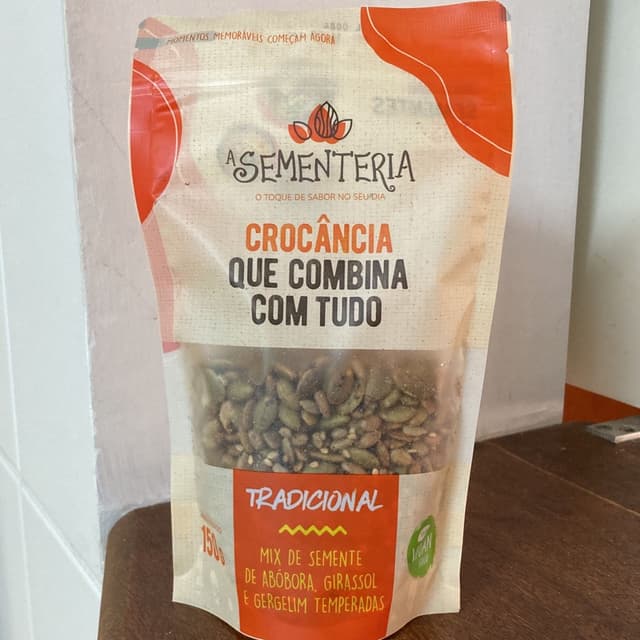 MOMENTOS MEMORÁVEIS COMEÇAM AGORA
A SEMENTERIA
O TOQUE DE SABOR NO SEU DIA
CROCÂNCIA
QUE COMBINA
COM TUDO
TRADICIONAL
150g
MIX DE SEMENTE
DE ABÓBORA, GIRASSOL
E GERGELIM TEMPERADAS
VEGAN